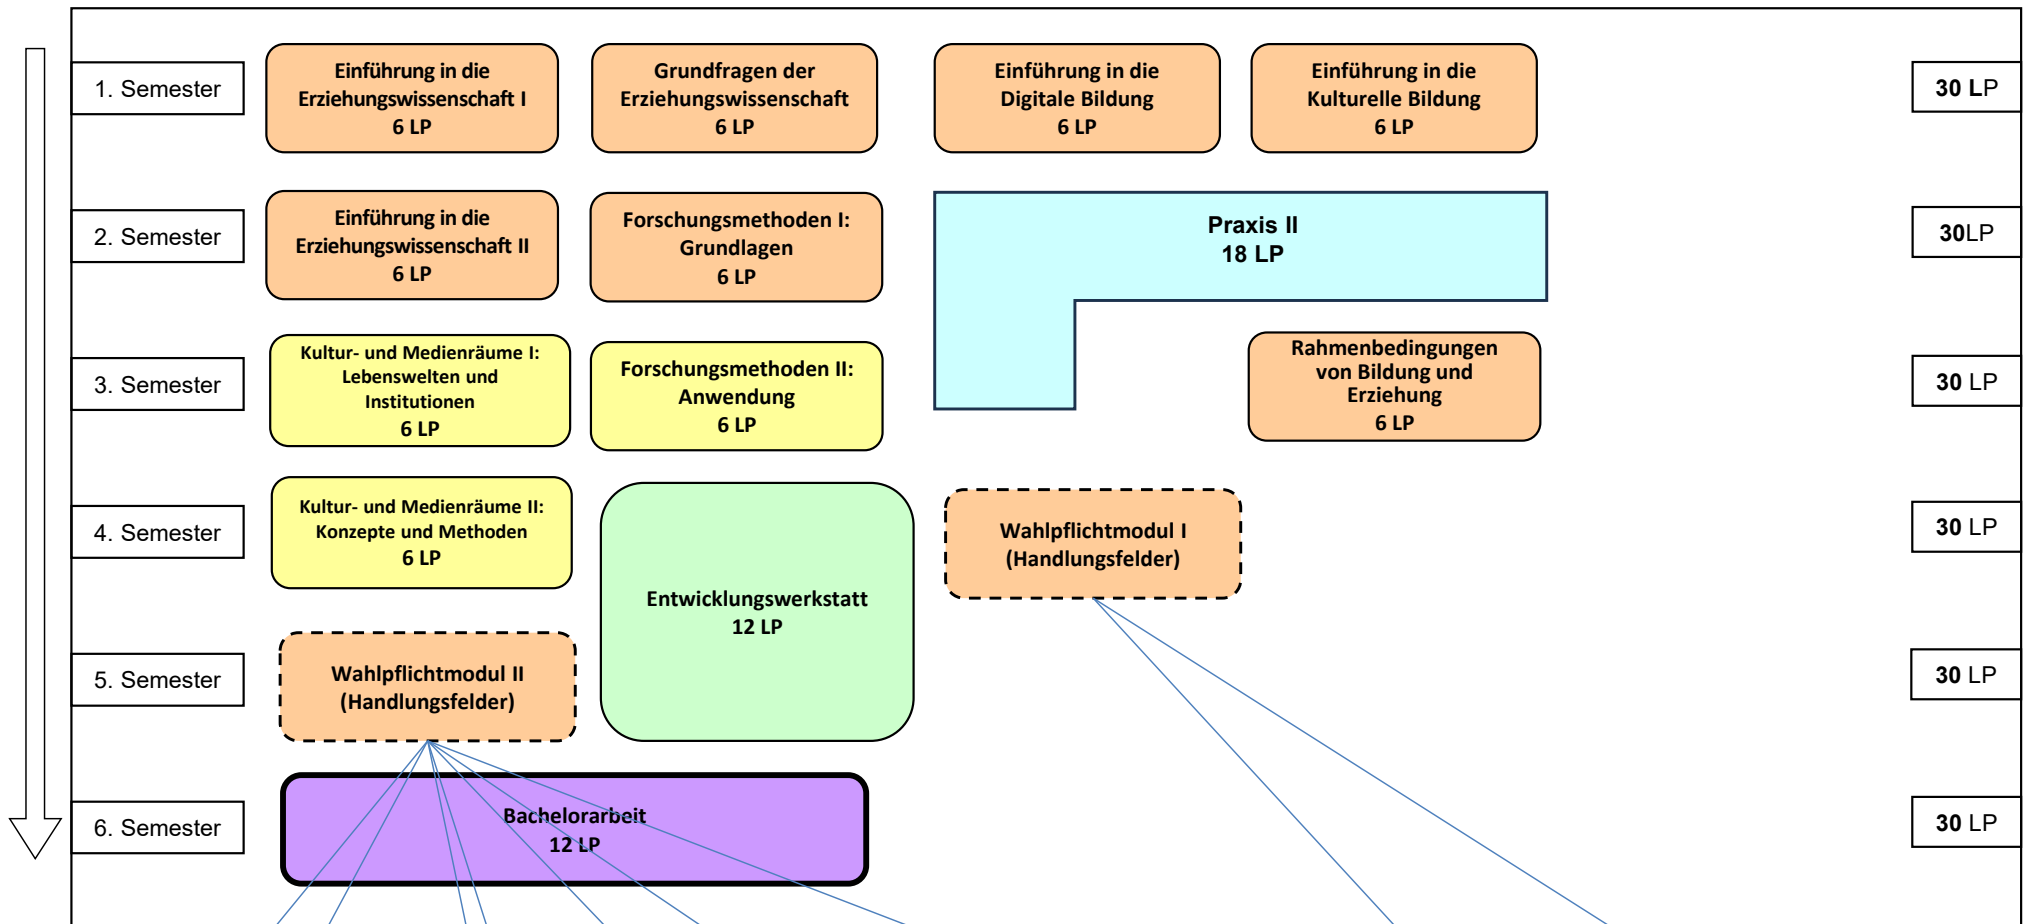 1. Semester
Einführung in die
Erziehungswissenschaft I
6 LP
Grundfragen der
Erziehungswissenschaft
6 LP
Einführung in die
Digitale Bildung
6 LP
Einführung in die
Kulturelle Bildung
6 LP
30 LP
2. Semester
Einführung in die
Erziehungswissenschaft II
6 LP
Forschungsmethoden I:
Grundlagen
6 LP
Praxis II
18 LP
30LP
3. Semester
Kultur- und Medienräume I:
Lebenswelten und
Institutionen
6 LP
Forschungsmethoden II:
Anwendung
6 LP
Rahmenbedingungen
von Bildung und
Erziehung
6 LP
30 LP
4. Semester
Kultur- und Medienräume II:
Konzepte und Methoden
6 LP
Entwicklungswerkstatt
12 LP
Wahlpflichtmodul I
(Handlungsfelder)
30 LP
5. Semester
Wahlpflichtmodul II
(Handlungsfelder)
30 LP
6. Semester
Bachelorarbeit
12 LP
30 LP